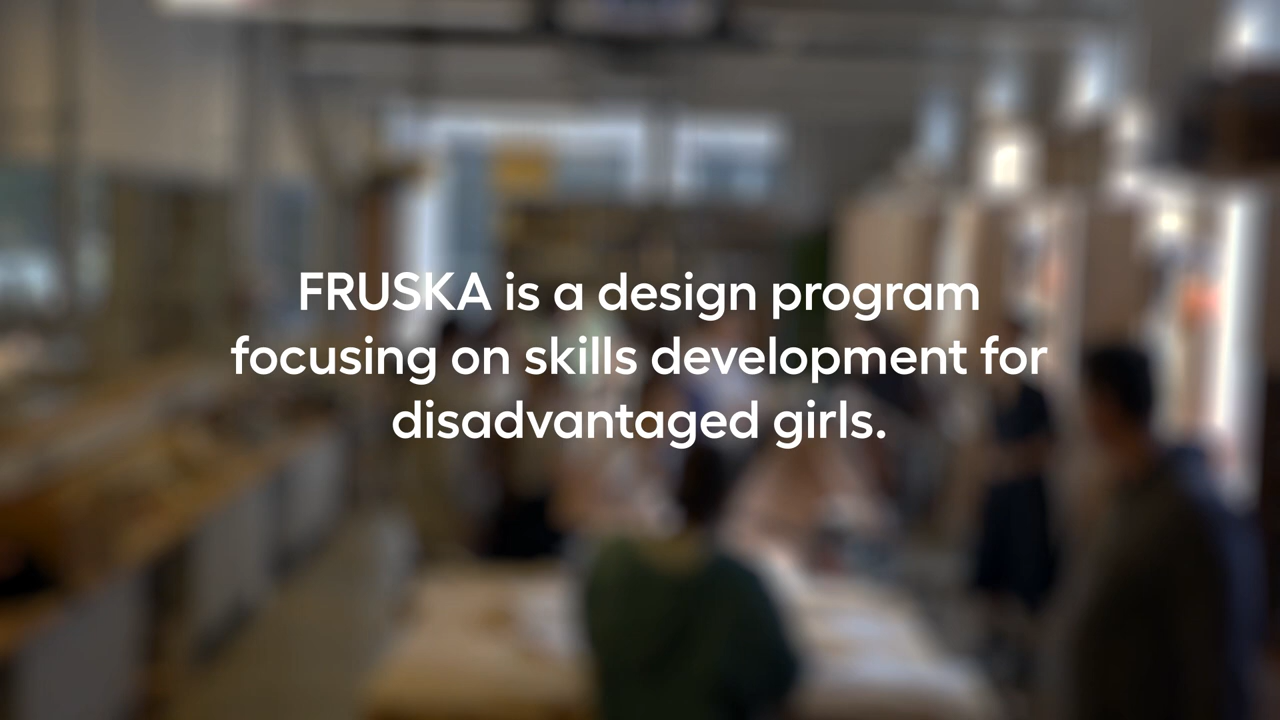 FRUSKA is a design program
focusing on skills development for
disadvantaged girls.